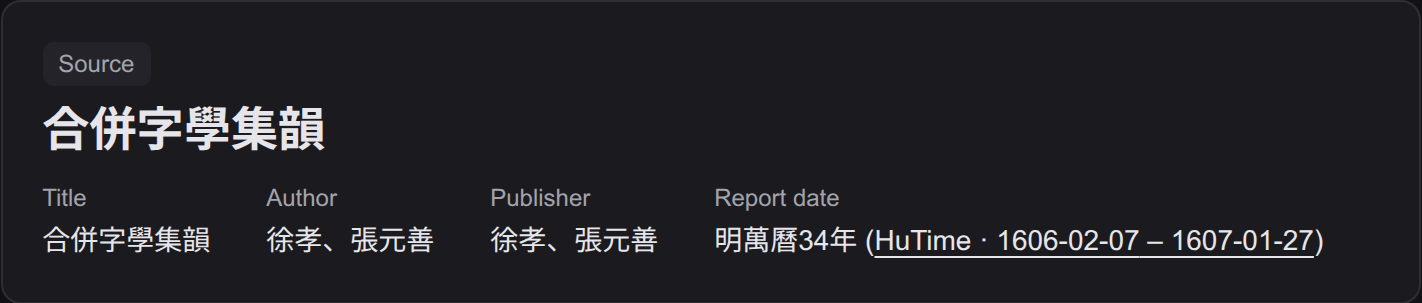 Source
合併字學集韻
Title Author Publisher Report date
合併字學集韻 徐孝、張元善 徐孝、張元善 明萬曆34年 (HuTime · 1606-02-07 – 1607-01-27)